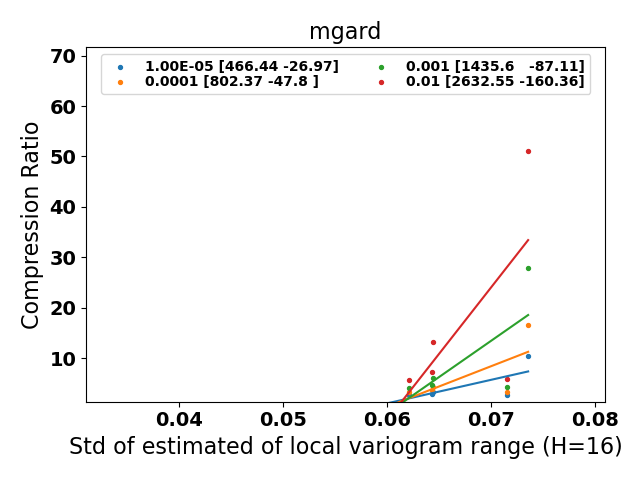 mgard
1.00E-05 [466.44 -26.97]
0.0001 [802.37 -47.8 ]
0.001 [1435.6   -87.11]
0.01 [2632.55 -160.36]
Compression Ratio
70
60
50
40
30
20
10
0.04 0.05 0.06 0.07 0.08
Std of estimated of local variogram range (H=16)